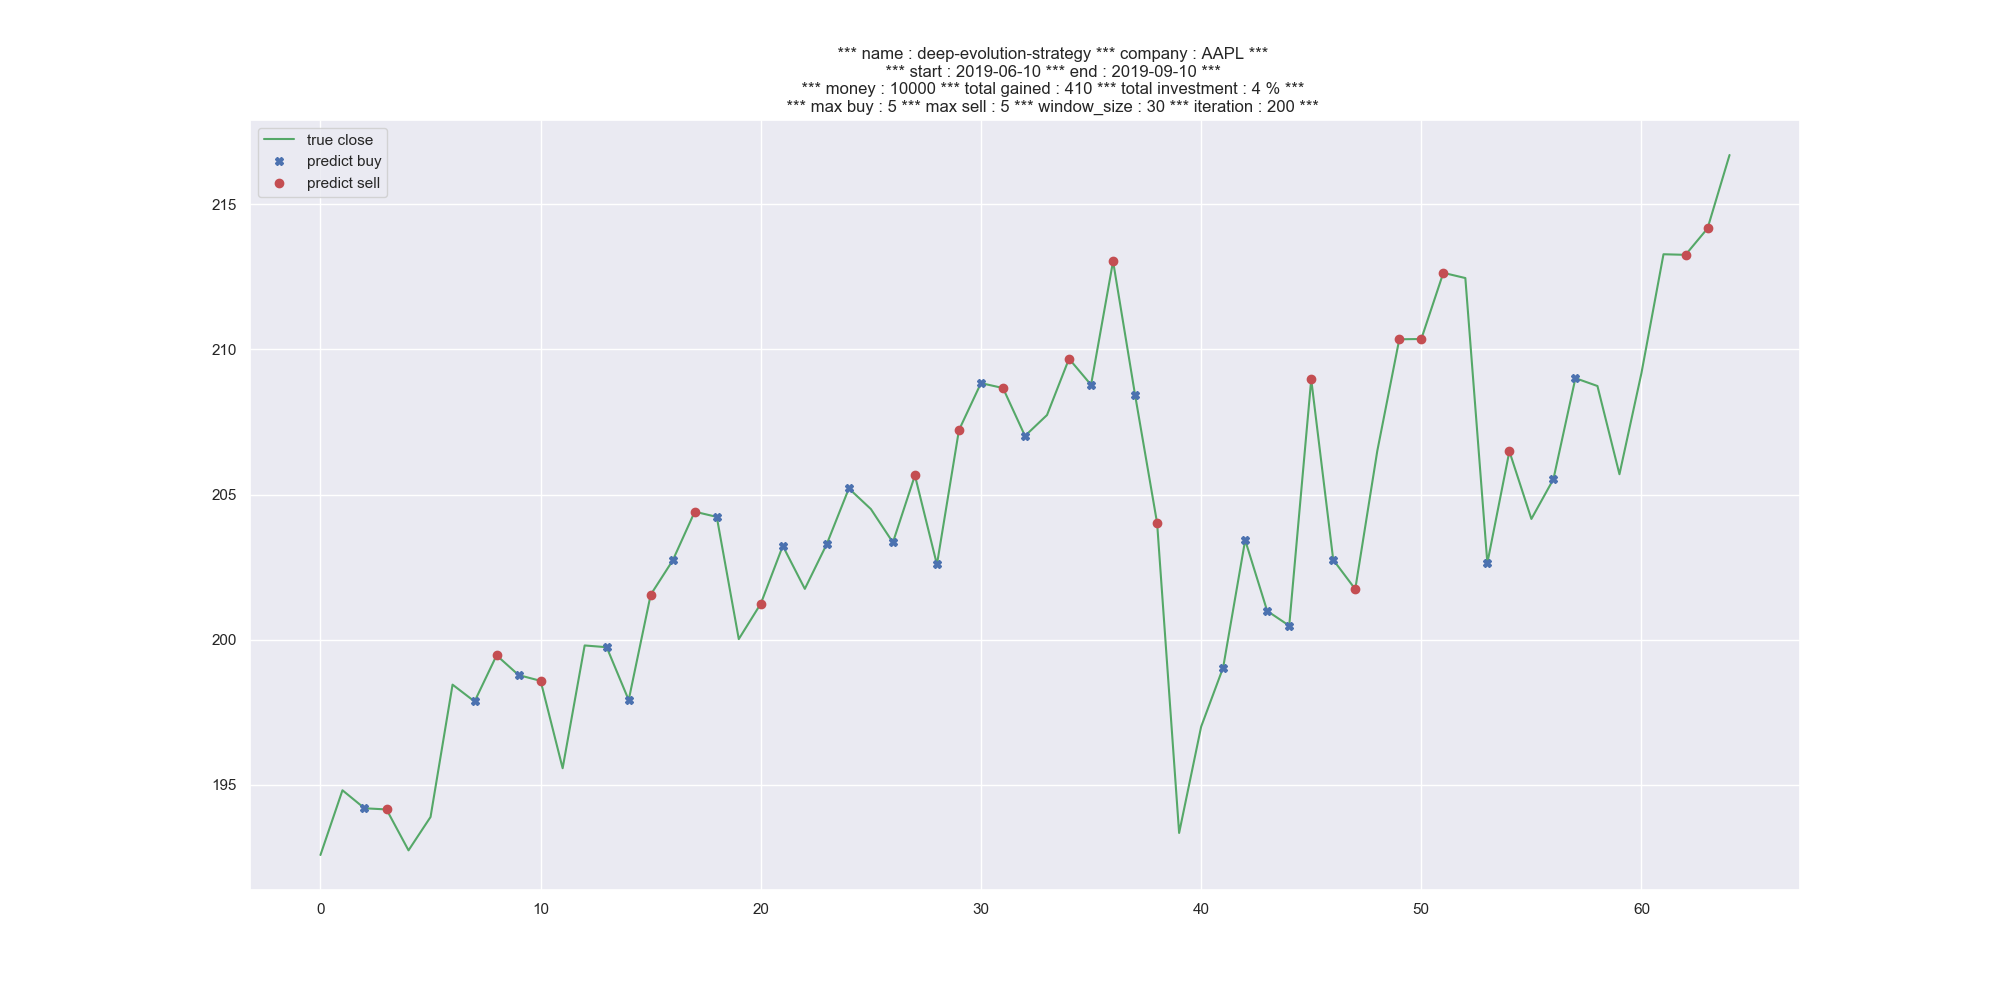 *** name : deep-evolution-strategy *** company : AAPL ***
*** start : 2019-06-10 *** end : 2019-09-10 ***
*** money : 10000 *** total gained : 410 *** total investment : 4 % ***
*** max buy : 5 *** max sell : 5 *** window_size : 30 *** iteration : 200 ***
true close
predict buy
predict sell
215
210
205
200
195
0 10 20 30 40 50 60